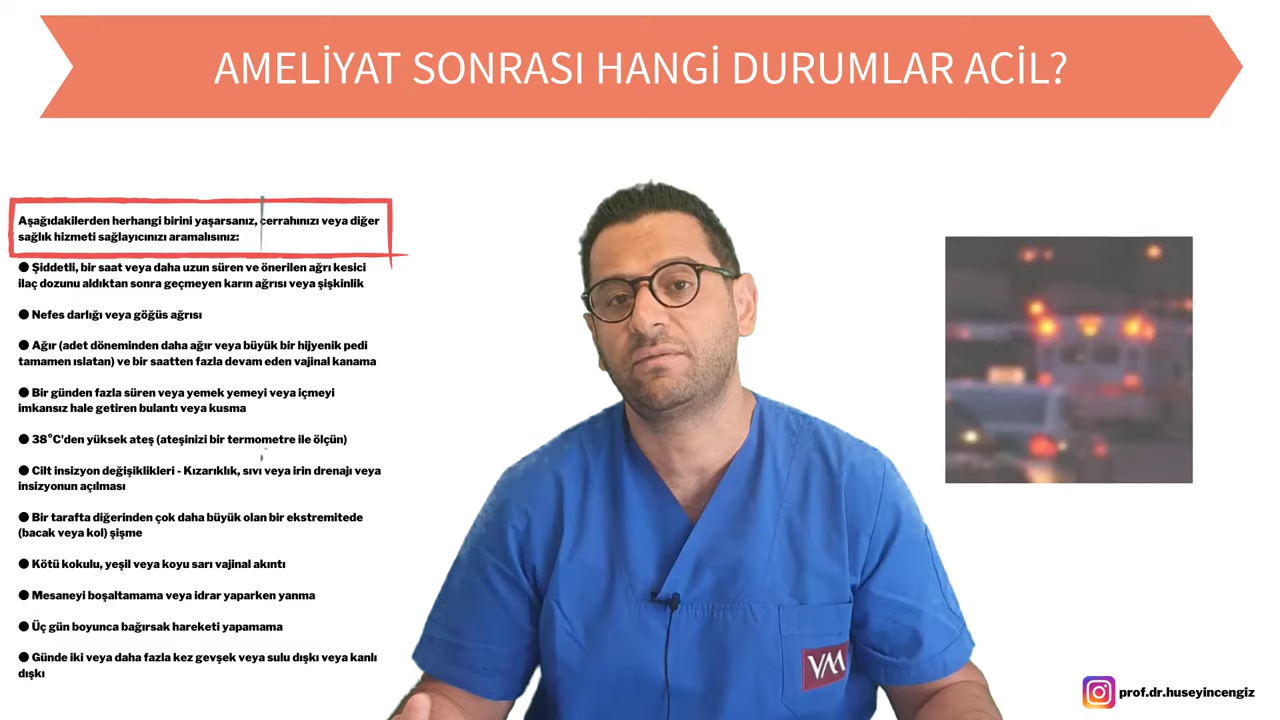 AMELİYAT SONRASI HANGİ DURUMLAR ACİL?
Aşağıdakilerden herhangi birini yaşarsanız, cerrahınızı veya diğer
sağlık hizmeti sağlayıcınızı aramalısınız:
● Şiddetli, bir saat veya daha uzun süren ve önerilen ağrı kesici
ilaç dozunu aldıktan sonra geçmeyen karın ağrısı veya şişkinlik
● Nefes darlığı veya göğüs ağrısı
● Ağır (adet döneminden daha ağır veya büyük bir hijyenik pedi
tamamen ıslatan) ve bir saatten fazla devam eden vajinal kanama
● Bir günden fazla süren veya yemek yemeyi veya içmeyi
imkansız hale getiren bulantı veya kusma
● 38°C'den yüksek ateş (ateşinizi bir termometre ile ölçün)
● Cilt insizyon değişiklikleri - Kızarıklık, sıvı veya irin drenajı veya
insizyonun açılması
● Bir tarafta diğerinden çok daha büyük olan bir ekstremitede
(bacak veya kol) şişme
● Kötü kokulu, yeşil veya koyu sarı vajinal akıntı
● Mesaneyi boşaltamama veya idrar yaparken yanma
● Üç gün boyunca bağırsak hareketi yapamama
● Günde iki veya daha fazla kez gevşek veya sulu dışkı veya kanlı
dışkı
VM
prof.dr.huseyincengiz